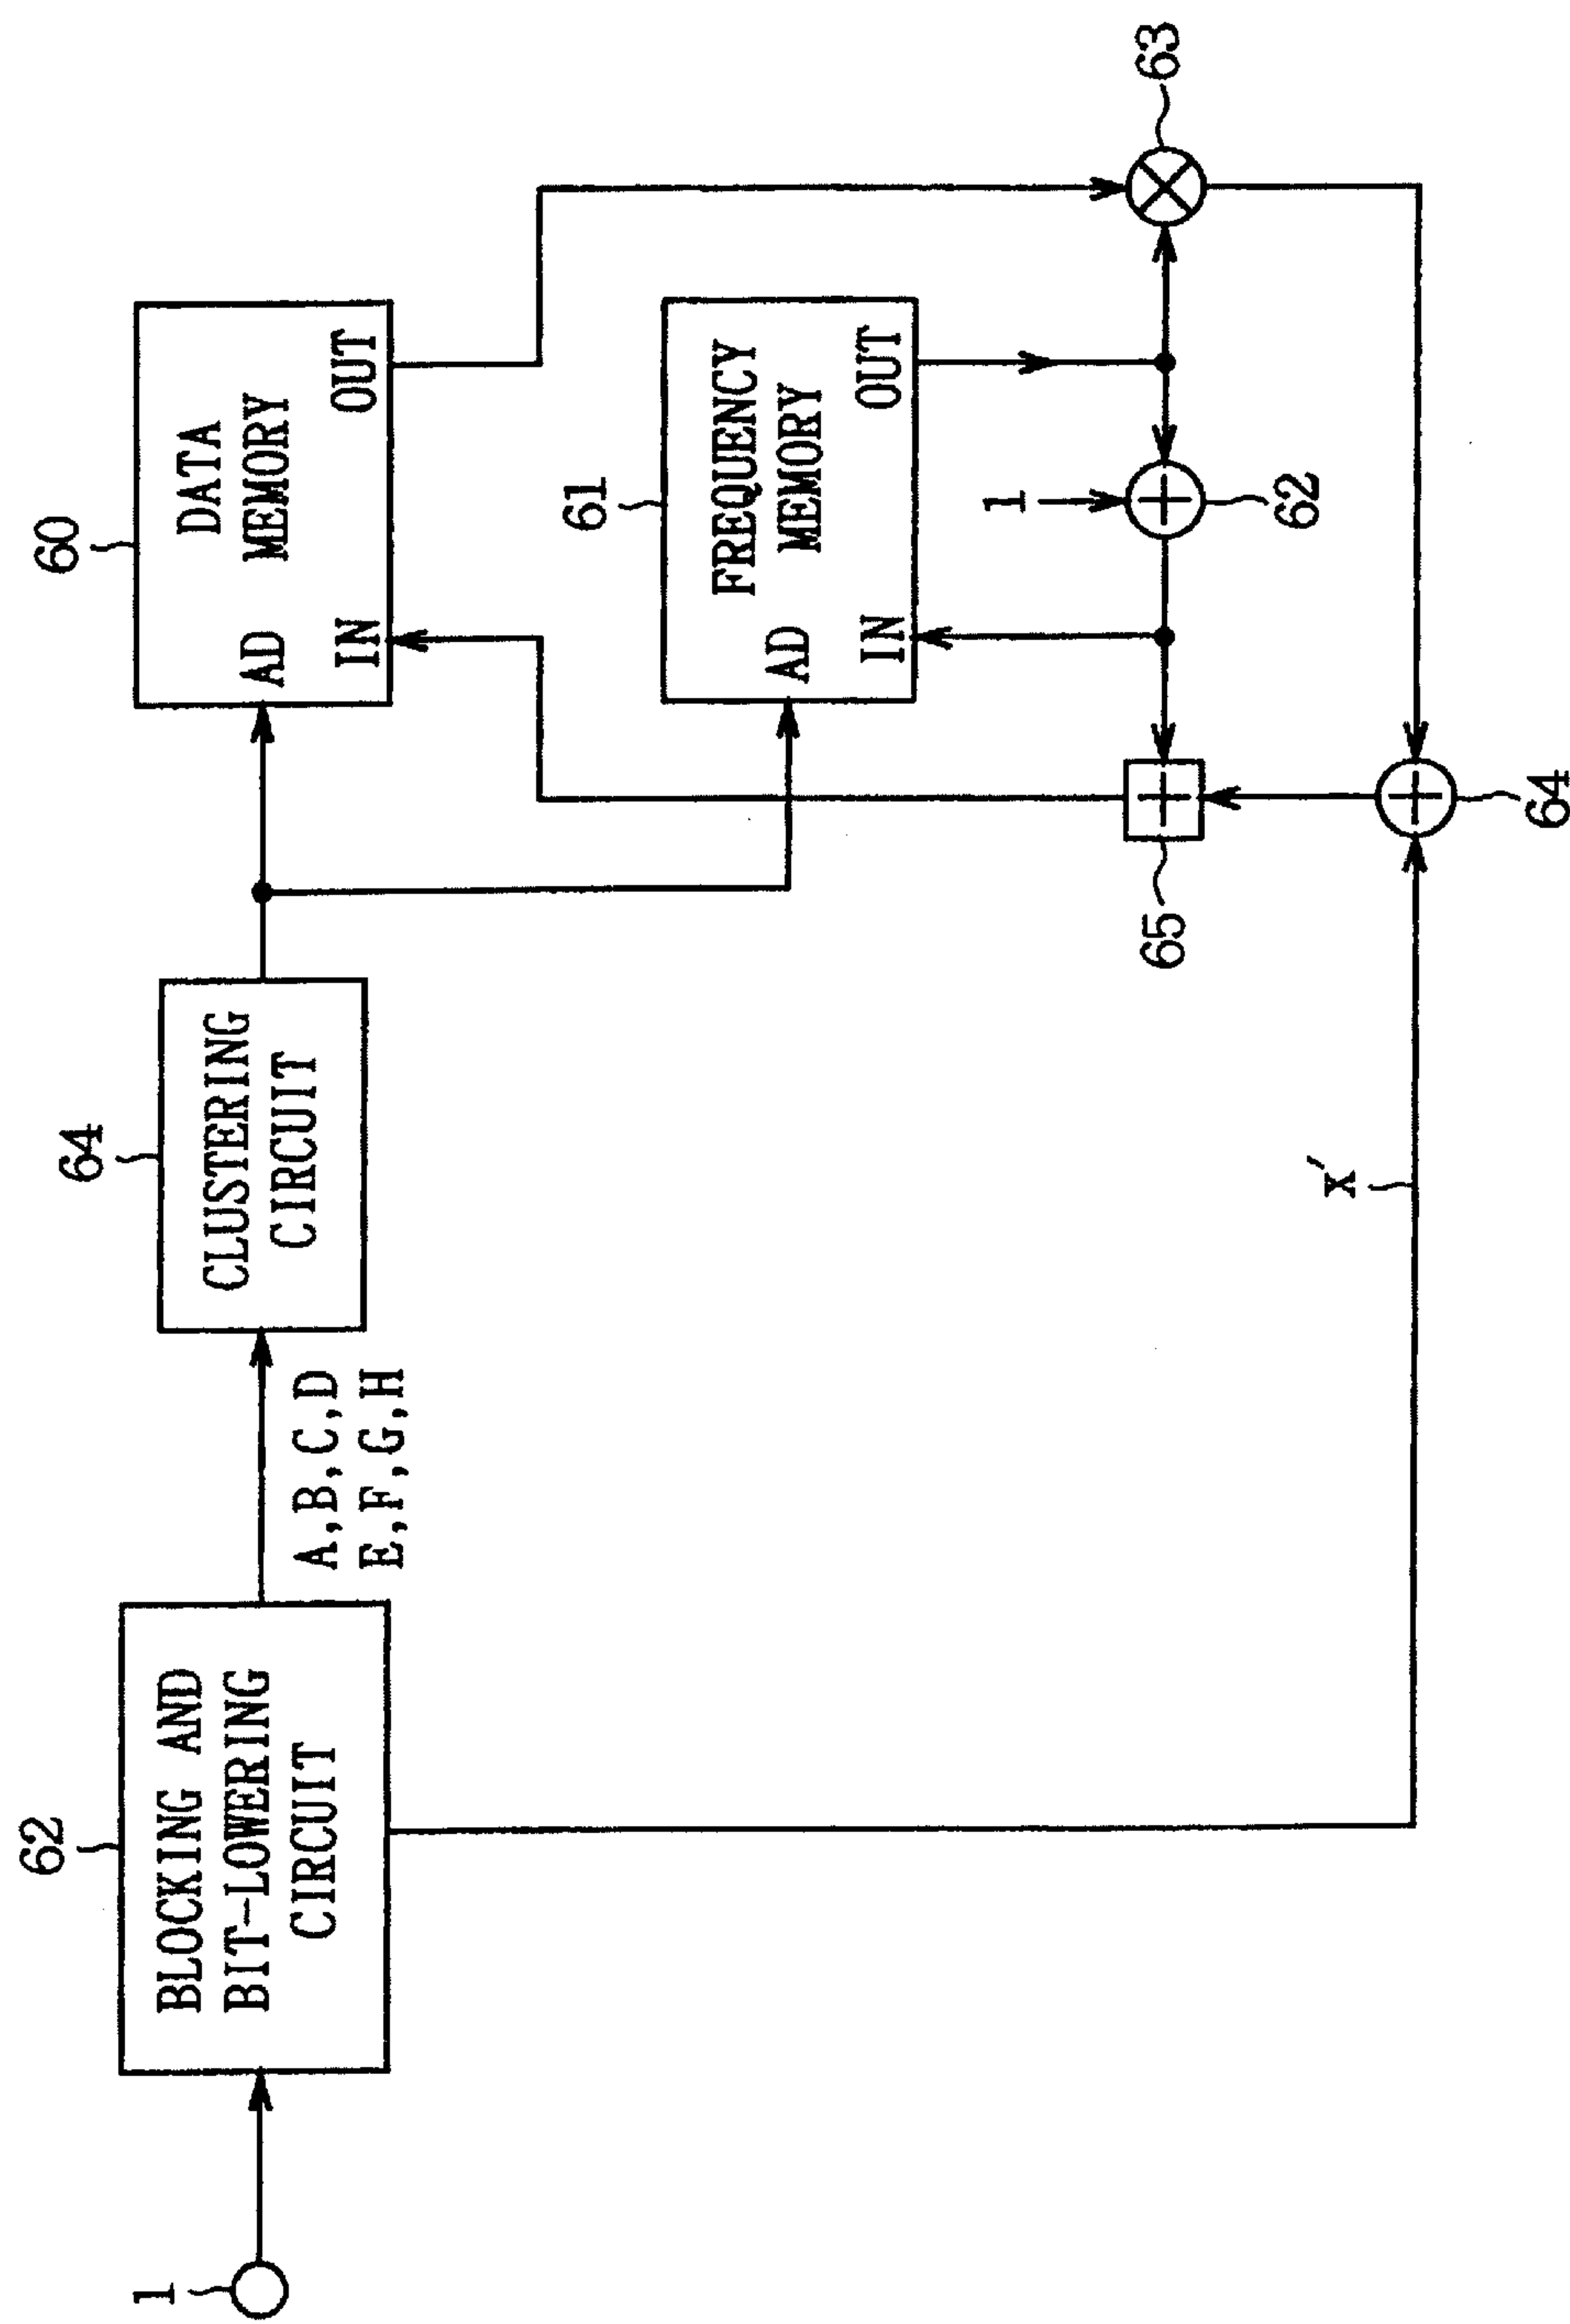 1
62
BLOCKING AND
BIT-LOWERING
CIRCUIT
A,B,C,D
E,F,G,H
64
CLUSTERING
CIRCUIT
60
DATA
MEMORY
AD
IN
OUT
61
FREQUENCY
MEMORY
AD
IN
OUT
1
62
63
65
64
x'